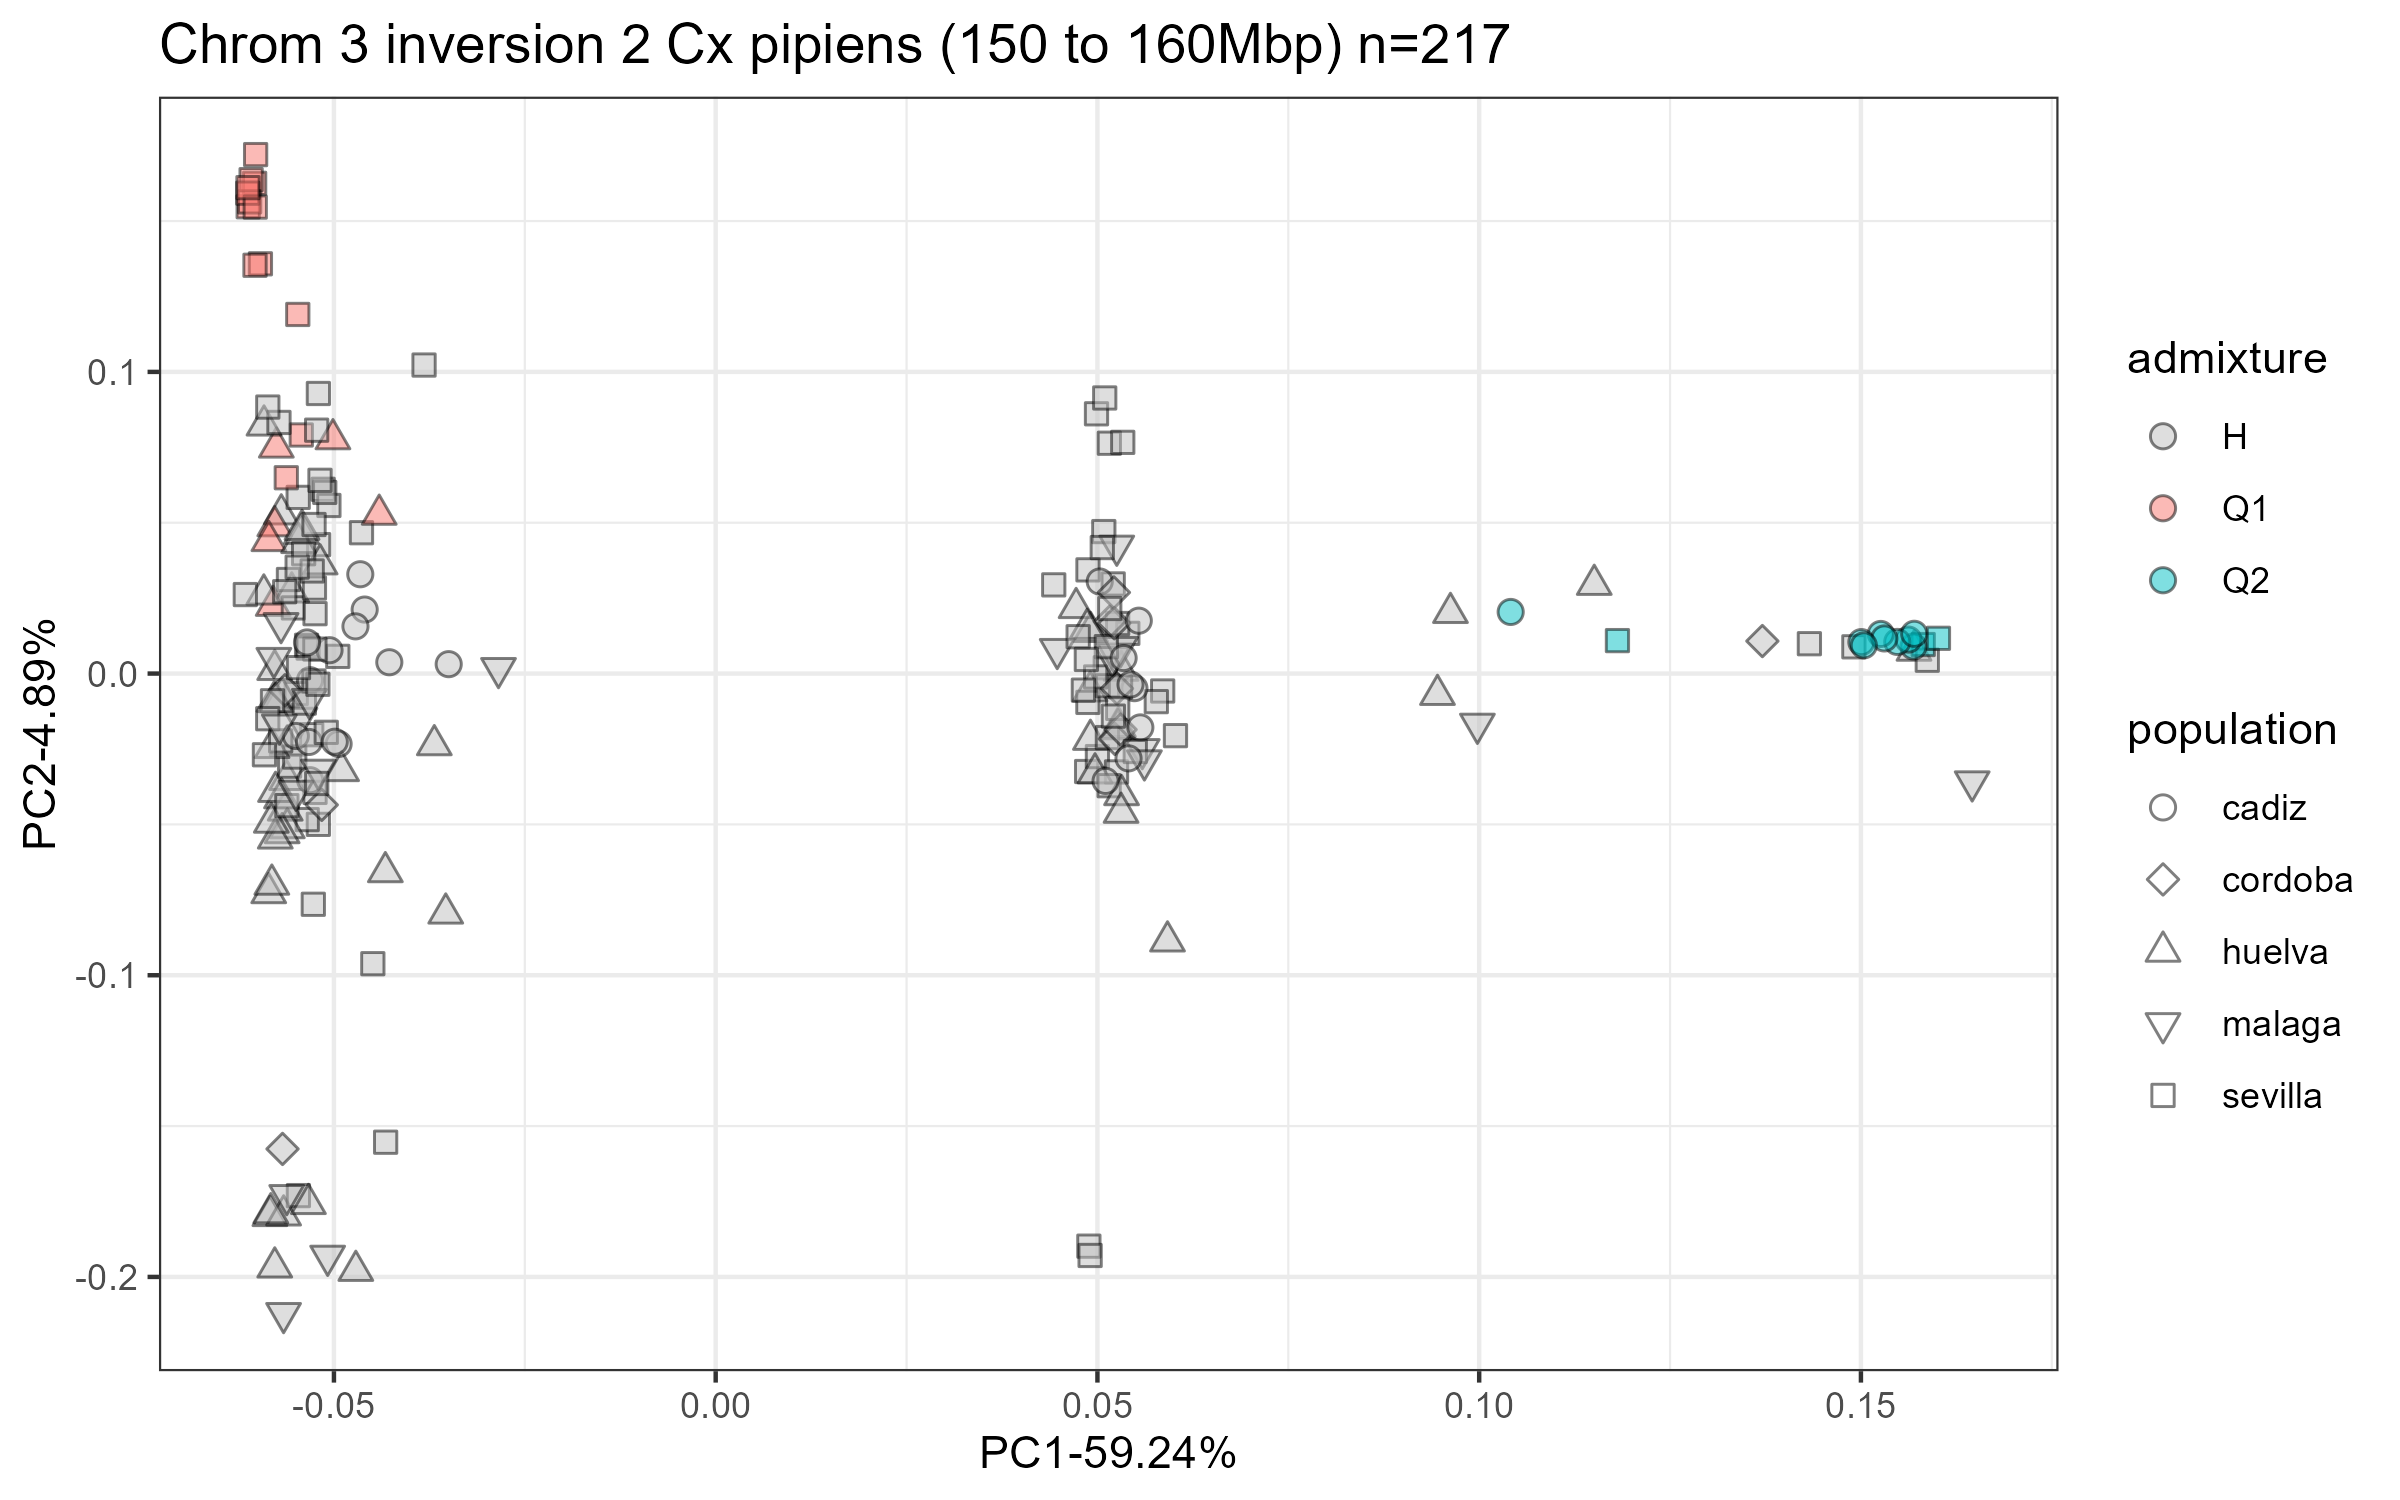 Chrom 3 inversion 2 Cx pipiens (150 to 160Mbp) n=217
PC2-4.89%
0.1
0.0
-0.1
-0.2
-0.05
0.00
0.05
0.10
0.15
PC1-59.24%
admixture
H
Q1
Q2
population
cadiz
cordoba
huelva
malaga
sevilla